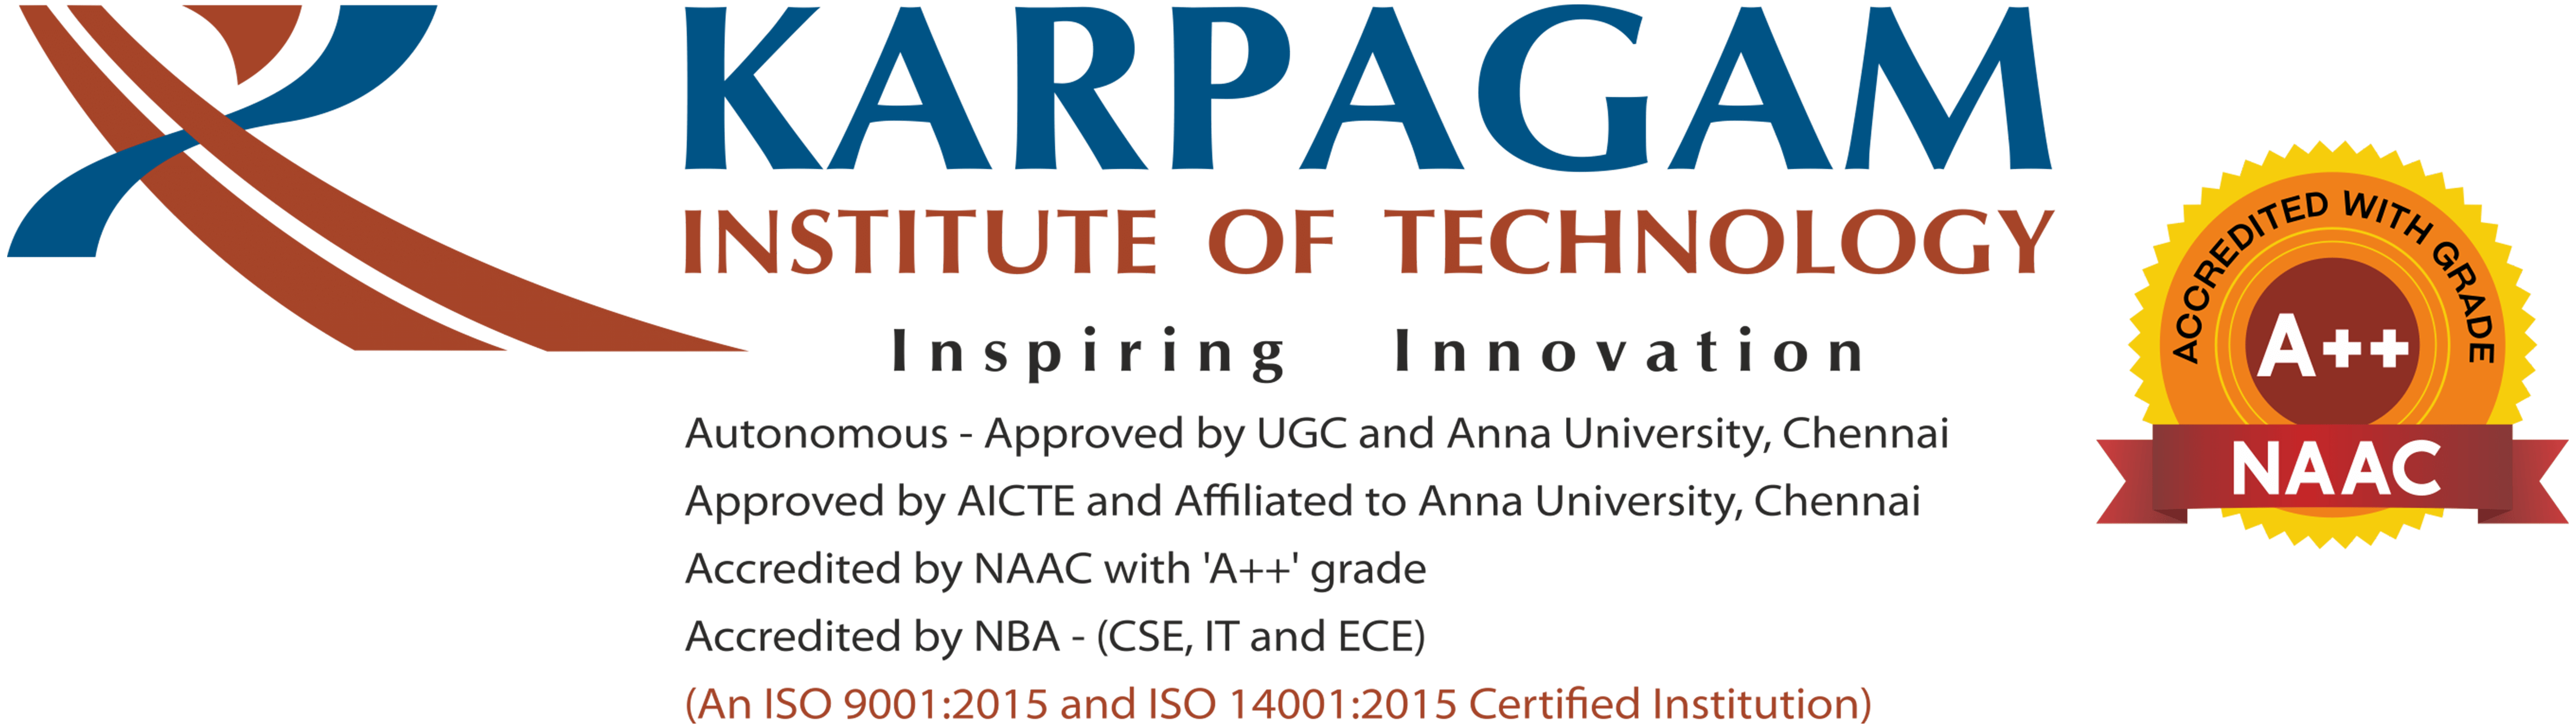 KARPAGAM
INSTITUTE OF TECHNOLOGY
Inspiring Innovation
Autonomous - Approved by UGC and Anna University, Chennai
Approved by AICTE and Affiliated to Anna University, Chennai
Accredited by NAAC with 'A++' grade
Accredited by NBA - (CSE, IT and ECE)
(An ISO 9001:2015 and ISO 14001:2015 Certified Institution)
ACCREDITED WITH GRADE
A++
NAAC